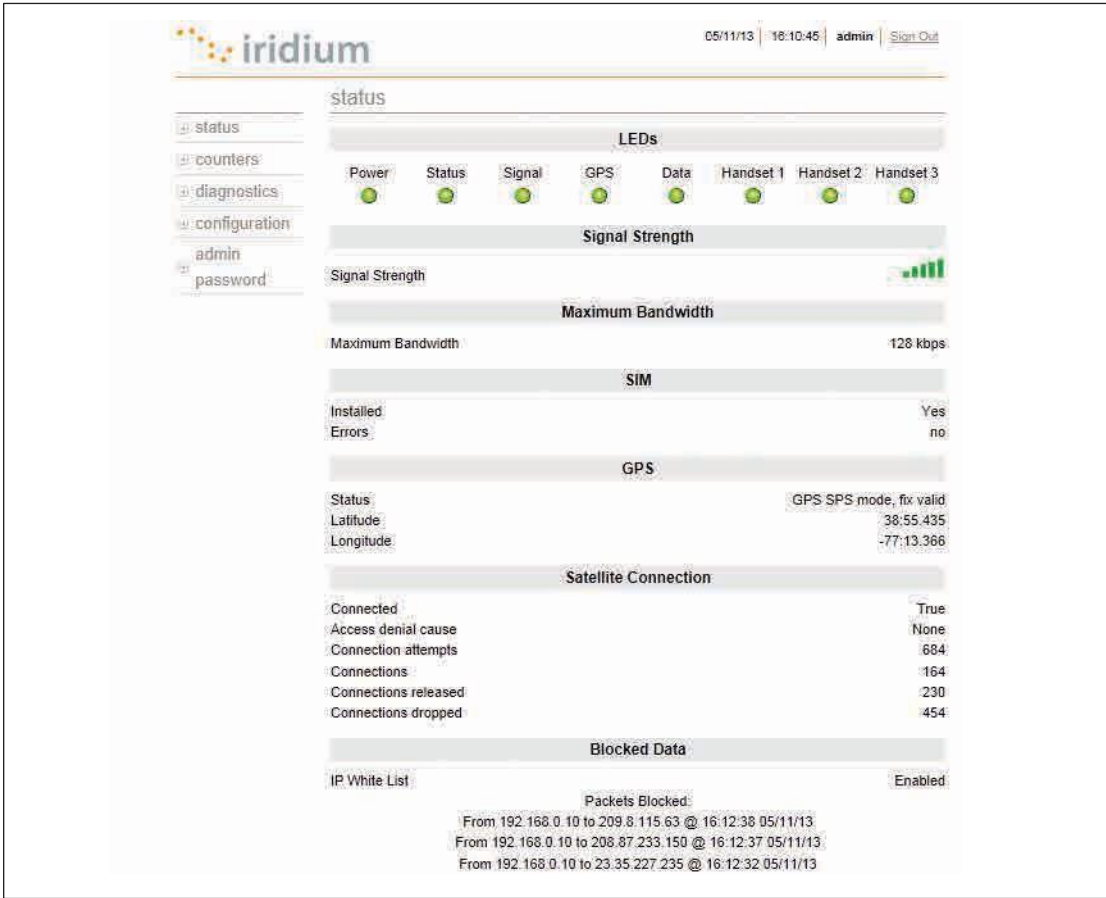 iridium
05/11/13 16:10:45 admin Sign Out
status
status
counters
diagnostics
configuration
admin
password
LEDs
Power Status Signal GPS Data Handset 1 Handset 2 Handset 3
Signal Strength
Signal Strength
Maximum Bandwidth
Maximum Bandwidth 128 kbps
SIM
Installed Yes
Errors no
GPS
Status GPS SPS mode, fix valid
Latitude 38:55.435
Longitude -77:13.366
Satellite Connection
Connected True
Access denial cause None
Connection attempts 684
Connections 164
Connections released 230
Connections dropped 454
Blocked Data
IP White List Enabled
Packets Blocked:
From 192.168.0.10 to 209.8.115.63 @ 16:12:38 05/11/13
From 192.168.0.10 to 208.87.233.150 @ 16:12:37 05/11/13
From 192.168.0.10 to 23.35.227.235 @ 16:12:32 05/11/13